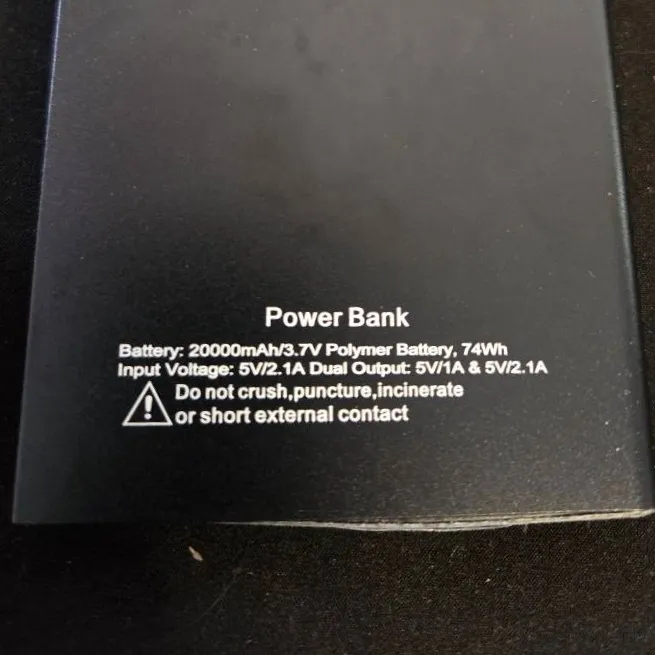 Power Bank
Battery: 20000mAh/3.7V Polymer Battery, 74Wh
Input Voltage: 5V/2.1A Dual Output: 5V/1A & 5V/2.1A
Do not crush,puncture,incinerate
or short external contact